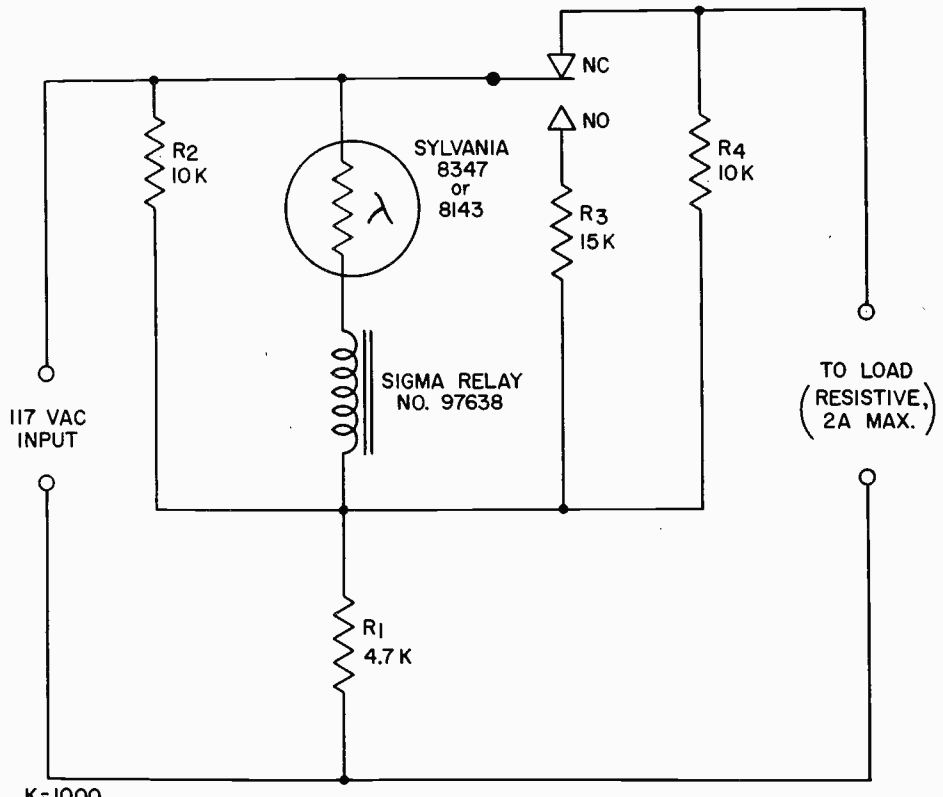 NC
NO
R2
10K
SYLVANIA
8347
or
8143
λ
R3
15K
R4
10K
SIGMA RELAY
NO. 97638
117 VAC
INPUT
TO LOAD
(RESISTIVE,
2A MAX.)
R1
4.7K
K-1000